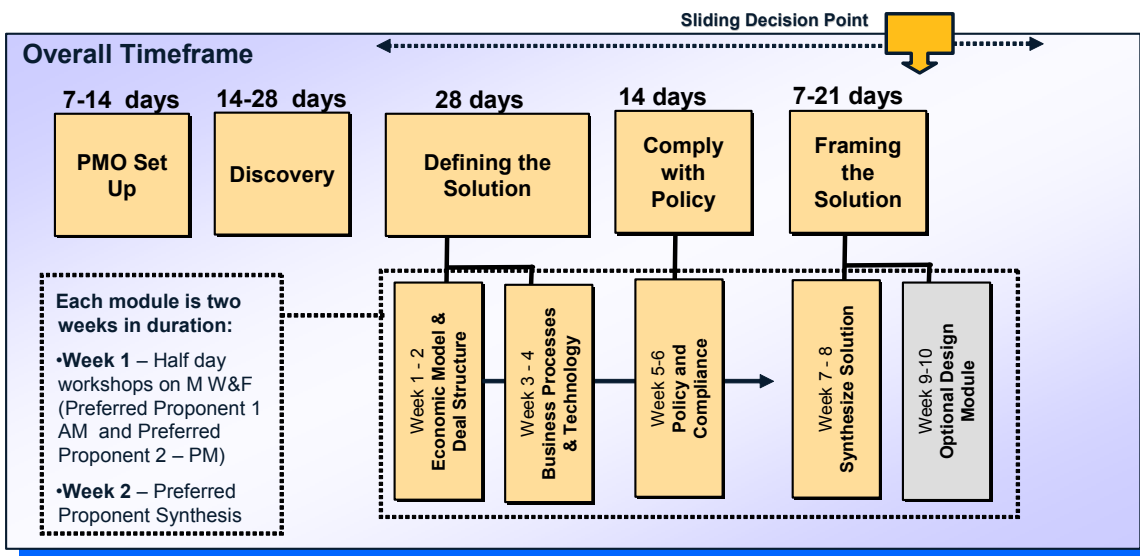 Sliding Decision Point
Overall Timeframe
7-14 days
PMO Set
Up
14-28 days
Discovery
28 days
Defining the
Solution
14 days
Comply
with
Policy
7-21 days
Framing
the
Solution
Each module is two
weeks in duration:
•Week 1 – Half day
workshops on M W&F
(Preferred Proponent 1
AM and Preferred
Proponent 2 – PM)
•Week 2 – Preferred
Proponent Synthesis
Week 1 - 2
Economic Model &
Deal Structure
Week 3 - 4
Business Processes
& Technology
Week 5-6
Policy and
Compliance
Week 7 - 8
Synthesize Solution
Week 9-10
Optional Design
Module